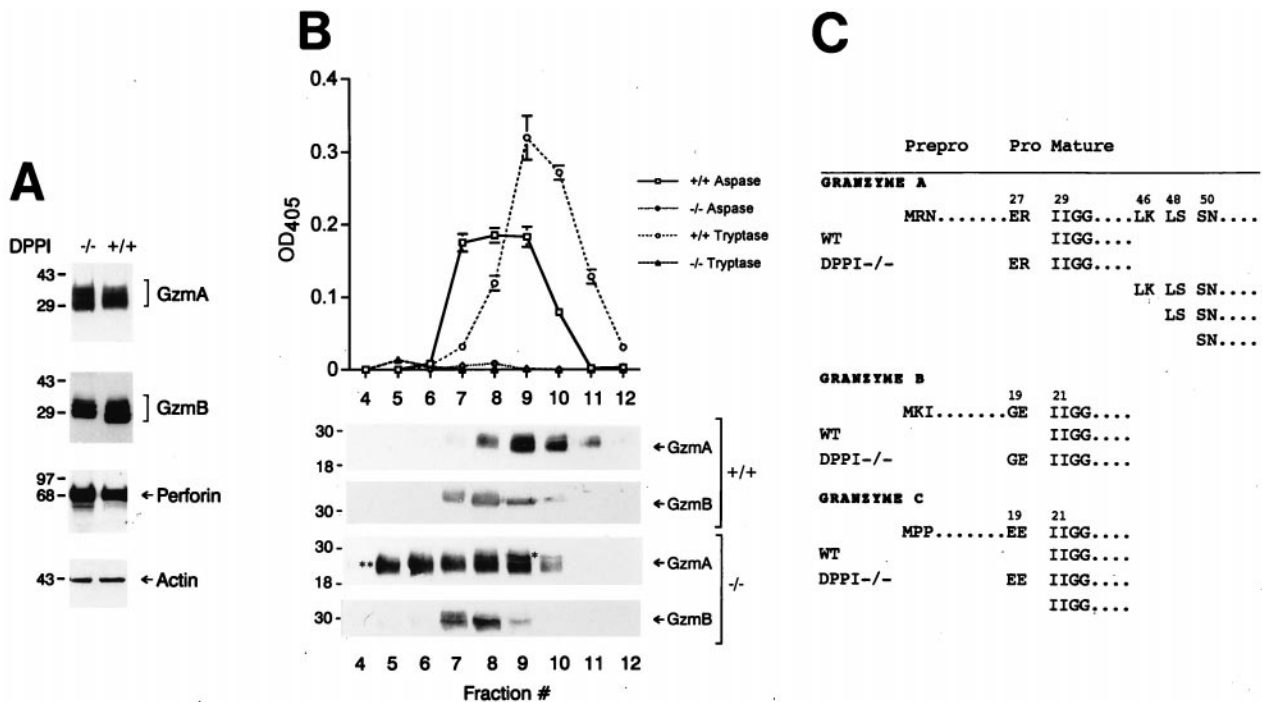 A
DPPI -/- +/+
43
29
GzmA
43
29
GzmB
97
68
Perforin
43
Actin
B
0.4
0.3
0.2
0.1
0
OD405
+/+ Aspase
-/- Aspase
+/+ Tryptase
-/- Tryptase
4 5 6 7 8 9 10 11 12
30
18
GzmA
30
GzmB
+/+
30
18
**
*
GzmA
30
GzmB
-/-
4 5 6 7 8 9 10 11 12
Fraction #
C
Prepro Pro Mature
GRANZYME A
27 29 46 48 50
MRN.......ER IIGG....LK LS SN....
WT IIGG....
DPPI-/- ER IIGG....
LK LS SN....
LS SN....
SN....
GRANZYME B
19 21
MKI.......GE IIGG....
WT IIGG....
DPPI-/- GE IIGG....
GRANZYME C
19 21
MPP.......EE IIGG....
WT IIGG....
DPPI-/- EE IIGG....
IIGG....